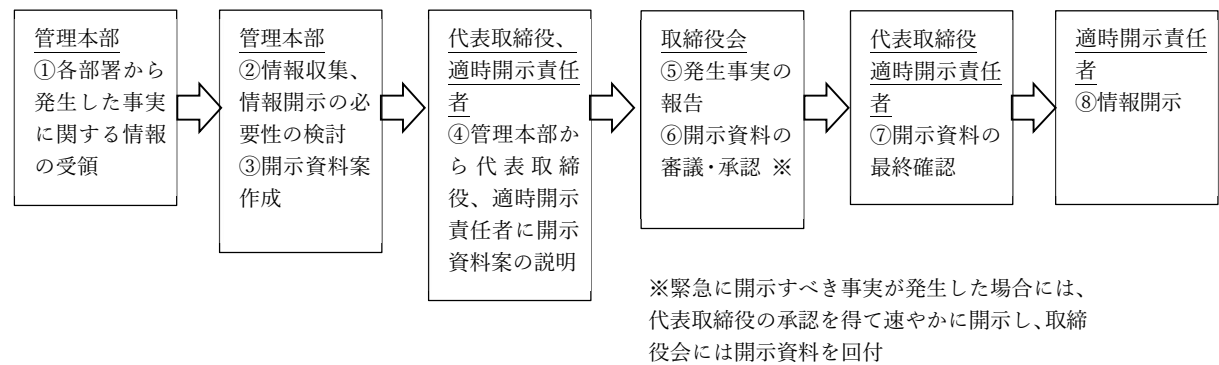 管理本部
①各部署から
発生した事実
に関する情報
の受領
管理本部
②情報収集、
情報開示の必
要性の検討
③開示資料案
作成
代表取締役、
適時開示責任
者
④管理本部か
ら代表取締
役、適時開示
責任者に開示
資料案の説明
取締役会
⑤発生事実の
報告
⑥開示資料の
審議・承認 ※
代表取締役
適時開示責任
者
⑦開示資料の
最終確認
適時開示責任
者
⑧情報開示
※緊急に開示すべき事実が発生した場合には、
代表取締役の承認を得て速やかに開示し、取締
役会には開示資料を回付